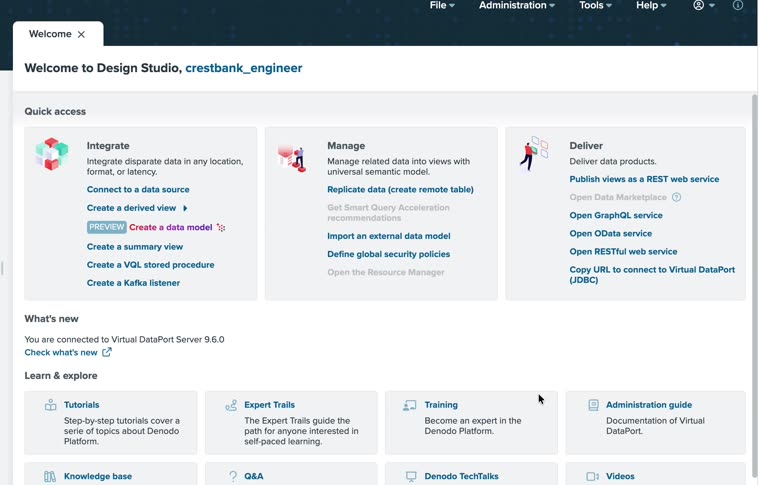 File Administration Tools Help
Welcome
Welcome to Design Studio, crestbank_engineer
Quick access
Integrate
Integrate disparate data in any location,
format, or latency.
Connect to a data source
Create a derived view
PREVIEW Create a data model
Create a summary view
Create a VQL stored procedure
Create a Kafka listener
Manage
Manage related data into views with
universal semantic model.
Replicate data (create remote table)
Get Smart Query Acceleration
recommendations
Import an external data model
Define global security policies
Open the Resource Manager
Deliver
Deliver data products.
Publish views as a REST web service
Open Data Marketplace
Open GraphQL service
Open OData service
Open RESTful web service
Copy URL to connect to Virtual DataPort
(JDBC)
What's new
You are connected to Virtual DataPort Server 9.6.0
Check what's new
Learn & explore
Tutorials
Step-by-step tutorials cover a
serie of topics about Denodo
Platform.
Expert Trails
The Expert Trails guide the
path for anyone interested in
self-paced learning.
Training
Become an expert in the
Denodo Platform.
Administration guide
Documentation of Virtual
DataPort.
Knowledge base
Q&A
Denodo TechTalks
Videos